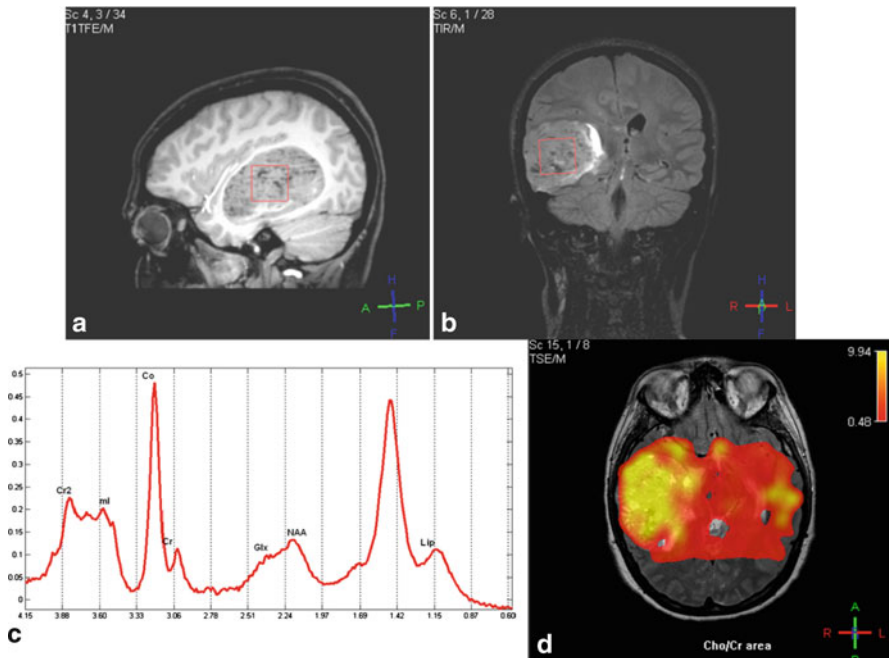 Sc 4, 3 / 34
T1TFE/M
A
P
H
F
a
Sc 6, 1 / 28
TIR/M
H
R
L
A
F
b
0.5
0.45
0.4
0.35
0.3
0.25
0.2
0.15
0.1
0.05
0
Co
Cr2
mI
Cr
Glx
NAA
Lip
4.15
3.88
3.60
3.33
3.06
2.78
2.51
2.24
1.97
1.69
1.42
1.15
0.87
0.60
c
Sc 15, 1 / 8
TSE/M
9.94
0.48
A
R
L
Cho/Cr area
d